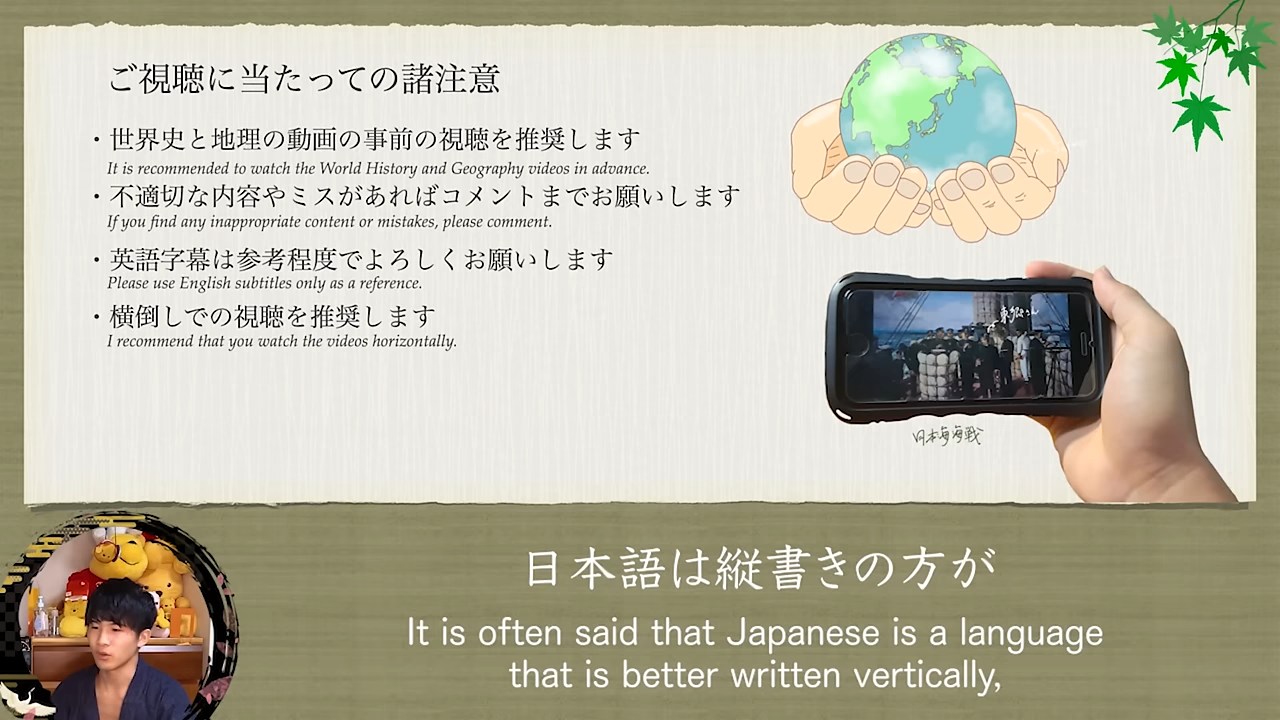 ご視聴に当たっての諸注意
・世界史と地理の動画の事前の視聴を推奨します
It is recommended to watch the World History and Geography videos in advance.
・不適切な内容やミスがあればコメントまでお願いします
If you find any inappropriate content or mistakes, please comment.
・英語字幕は参考程度でよろしくお願いします
Please use English subtitles only as a reference.
・横倒しでの視聴を推奨します
I recommend that you watch the videos horizontally.
日本海海戦
日本語は縦書きの方が
It is often said that Japanese is a language
that is better written vertically,